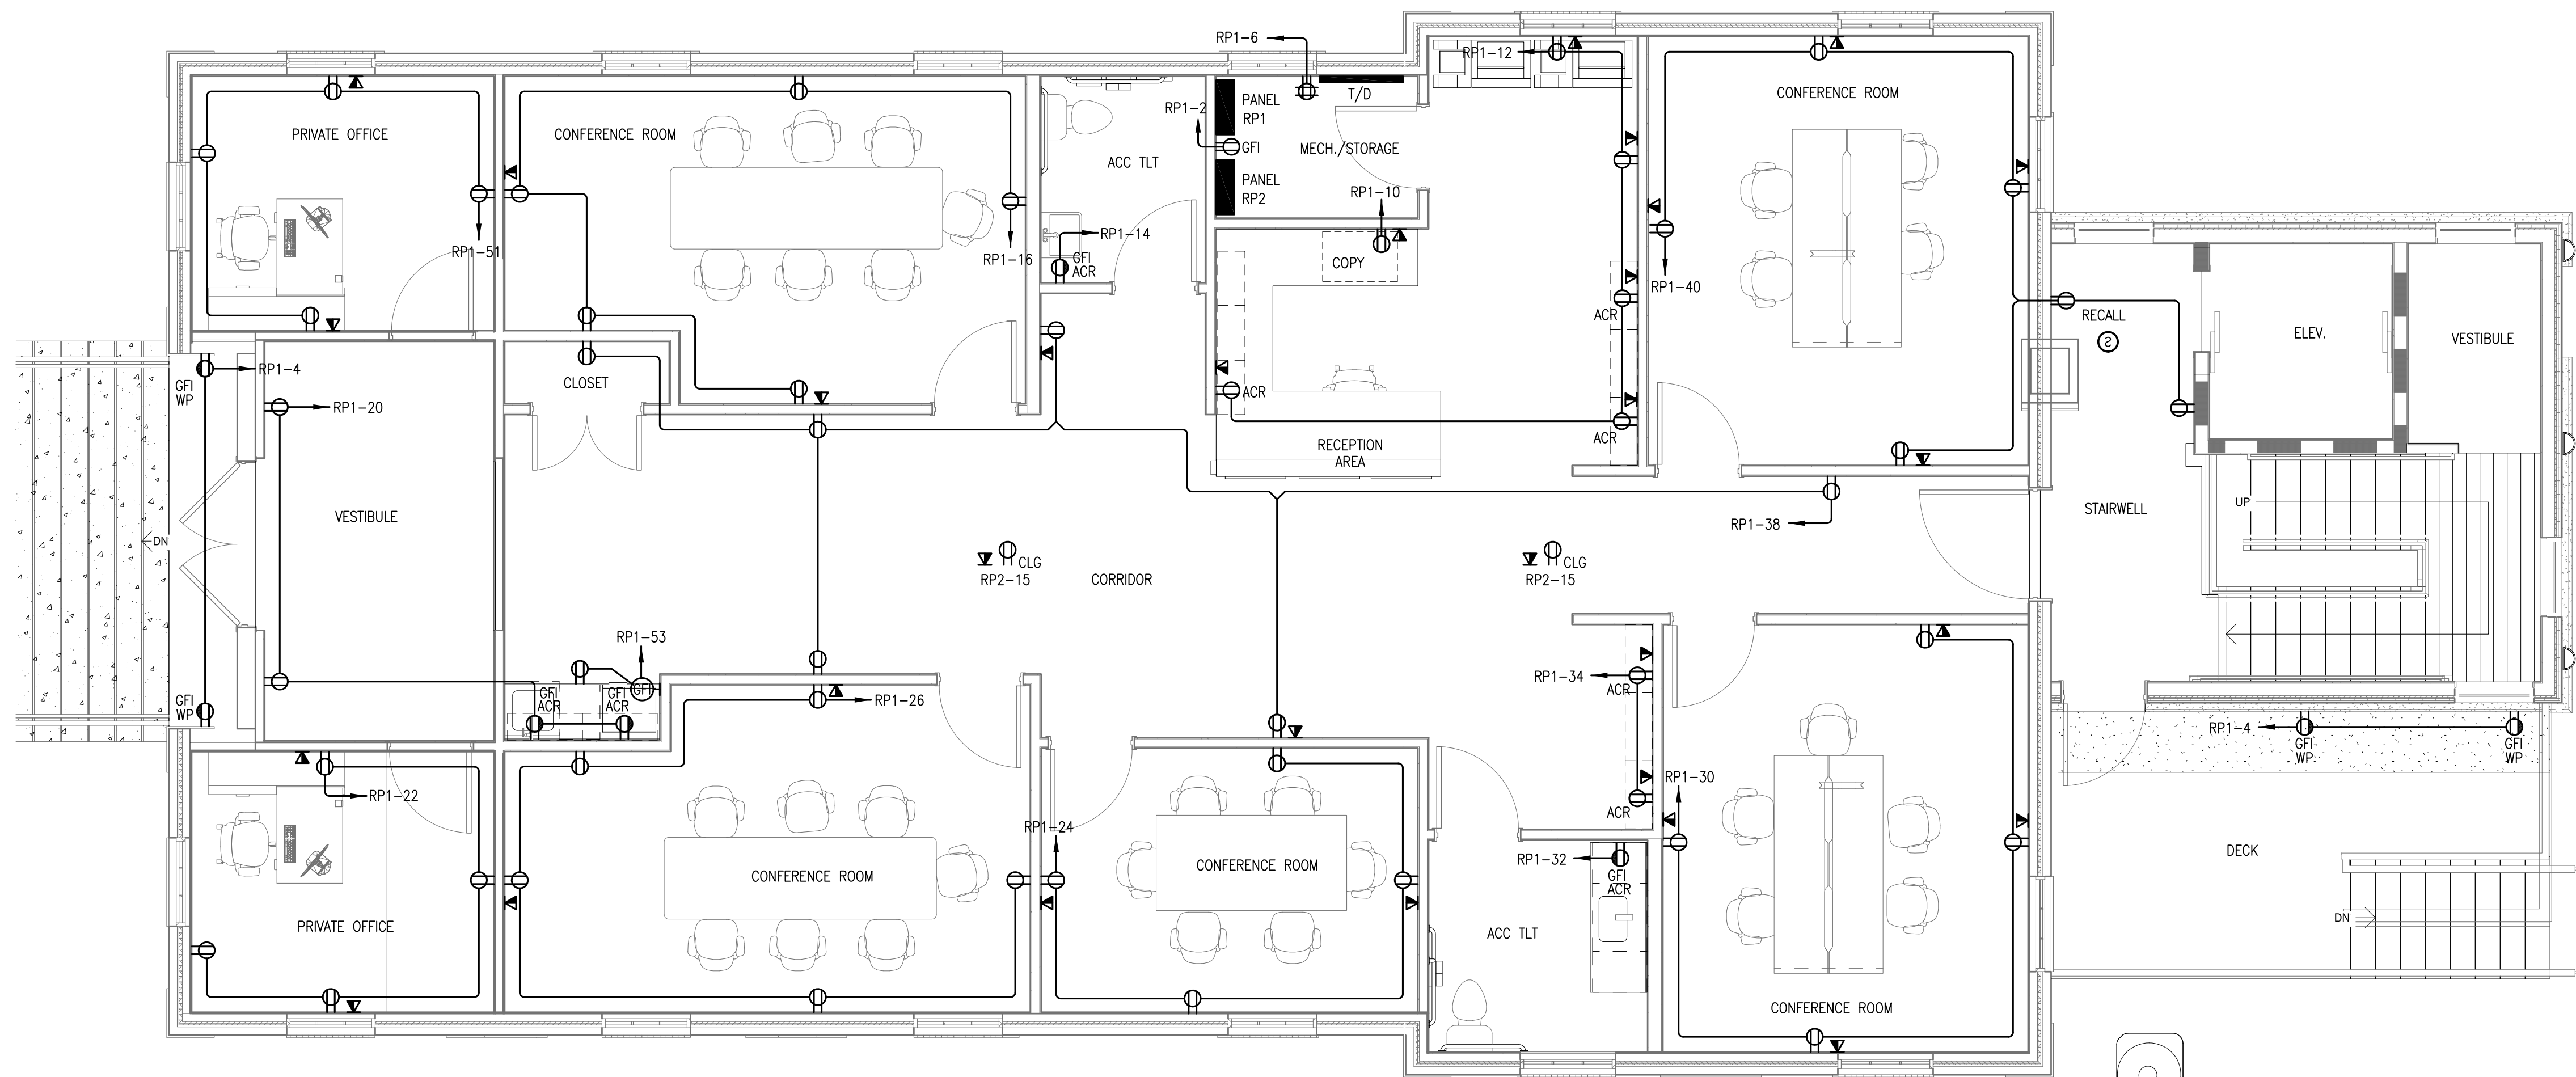 RP1-6
RP1-12
PRIVATE OFFICE
CONFERENCE ROOM
RP1-2
PANEL
RP1
T/D
CONFERENCE ROOM
GFI
MECH./STORAGE
ACC TLT
PANEL
RP2
RP1-10
RP1-51
RP1-16
RP1-14
GFI
ACR
COPY
RP1-40
ACR
RECALL
S
ELEV.
VESTIBULE
GFI
WP
RP1-4
CLOSET
RP1-20
ACR
ACR
RECEPTION
AREA
UP
STAIRWELL
RP1-38
VESTIBULE
DN
CLG
RP2-15
CORRIDOR
CLG
RP2-15
RP1-53
GFI
GFI
ACR
GFI
ACR
GFI
WP
RP1-26
RP1-34
ACR
RP1-4
GFI
WP
GFI
WP
RP1-22
RP1-30
ACR
RP1-24
RP1-32
GFI
ACR
CONFERENCE ROOM
CONFERENCE ROOM
DECK
PRIVATE OFFICE
ACC TLT
DN
CONFERENCE ROOM